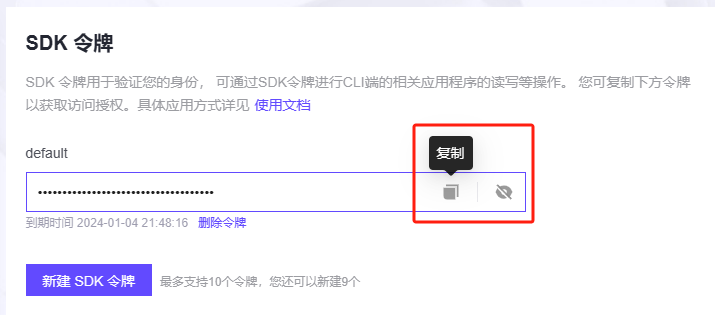 SDK 令牌
SDK 令牌用于验证您的身份， 可通过SDK令牌进行CLI端的相关应用程序的读写等操作。 您可复制下方令牌
以获取访问授权。具体应用方式详见 使用文档
default
复制
••••••••••••••••••••••••••••••••••••
到期时间 2024-01-04 21:48:16 删除令牌
新建 SDK 令牌 最多支持10个令牌，您还可以新建9个